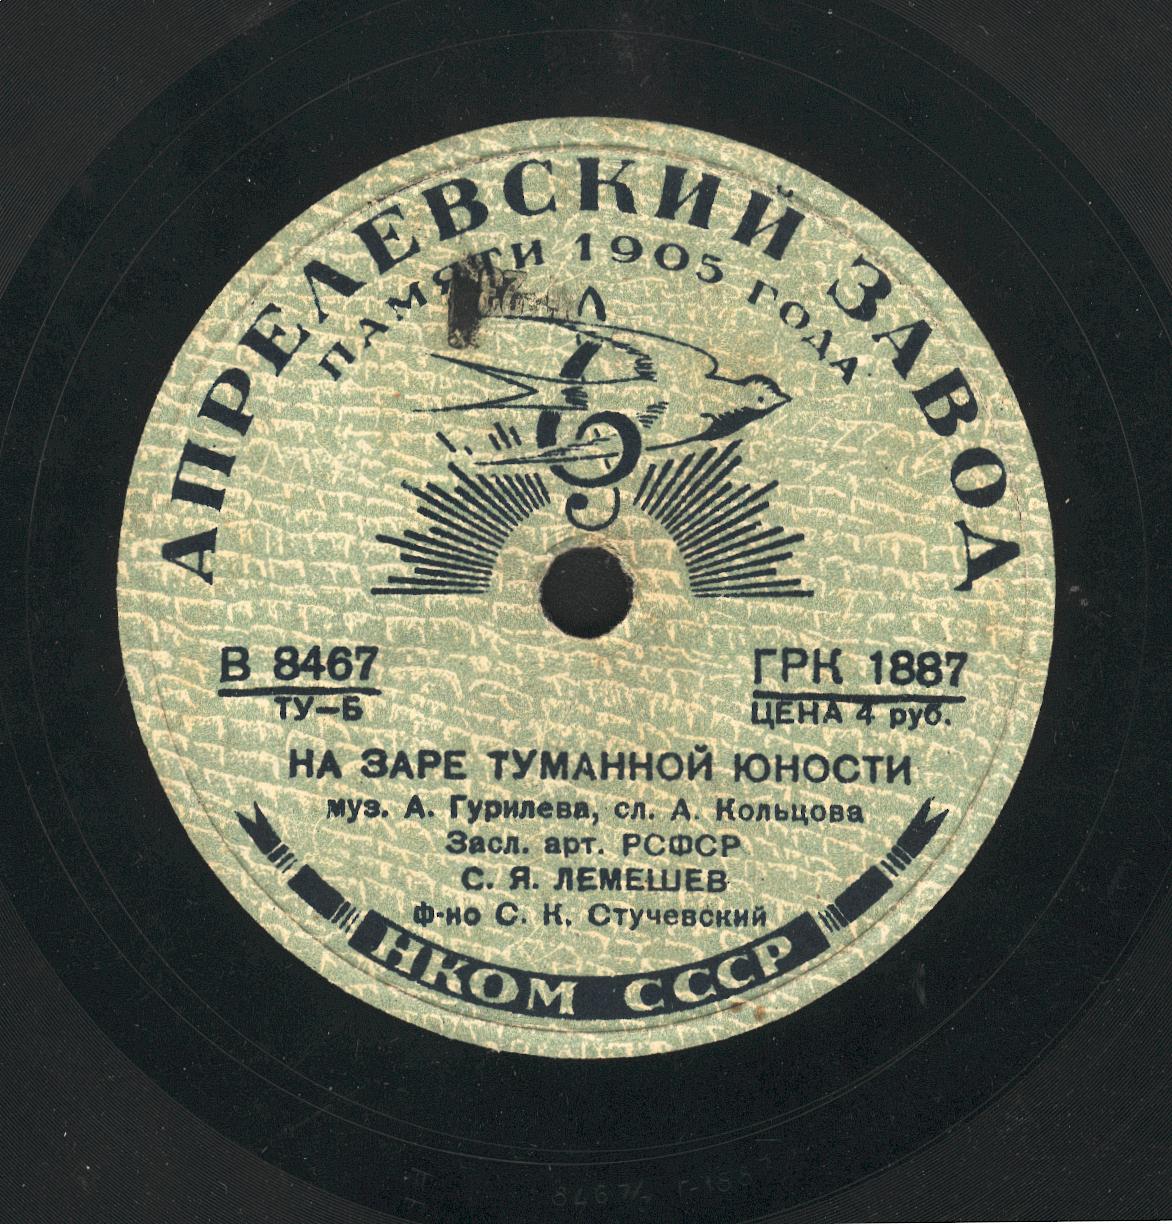 АПРЕЛЕВСКИЙ ЗАВОД
ПАМЯТИ 1905 ГОДА
В 8467
ТУ—Б
ГРК 1887
ЦЕНА 4 руб.
НА ЗАРЕ ТУМАННОЙ ЮНОСТИ
муз. А. Гурилева, сл. А. Кольцова
Засл. арт. РСФСР
С. Я. ЛЕМЕШЕВ
Ф-но С. К. Стучевский
НКОМ СССР